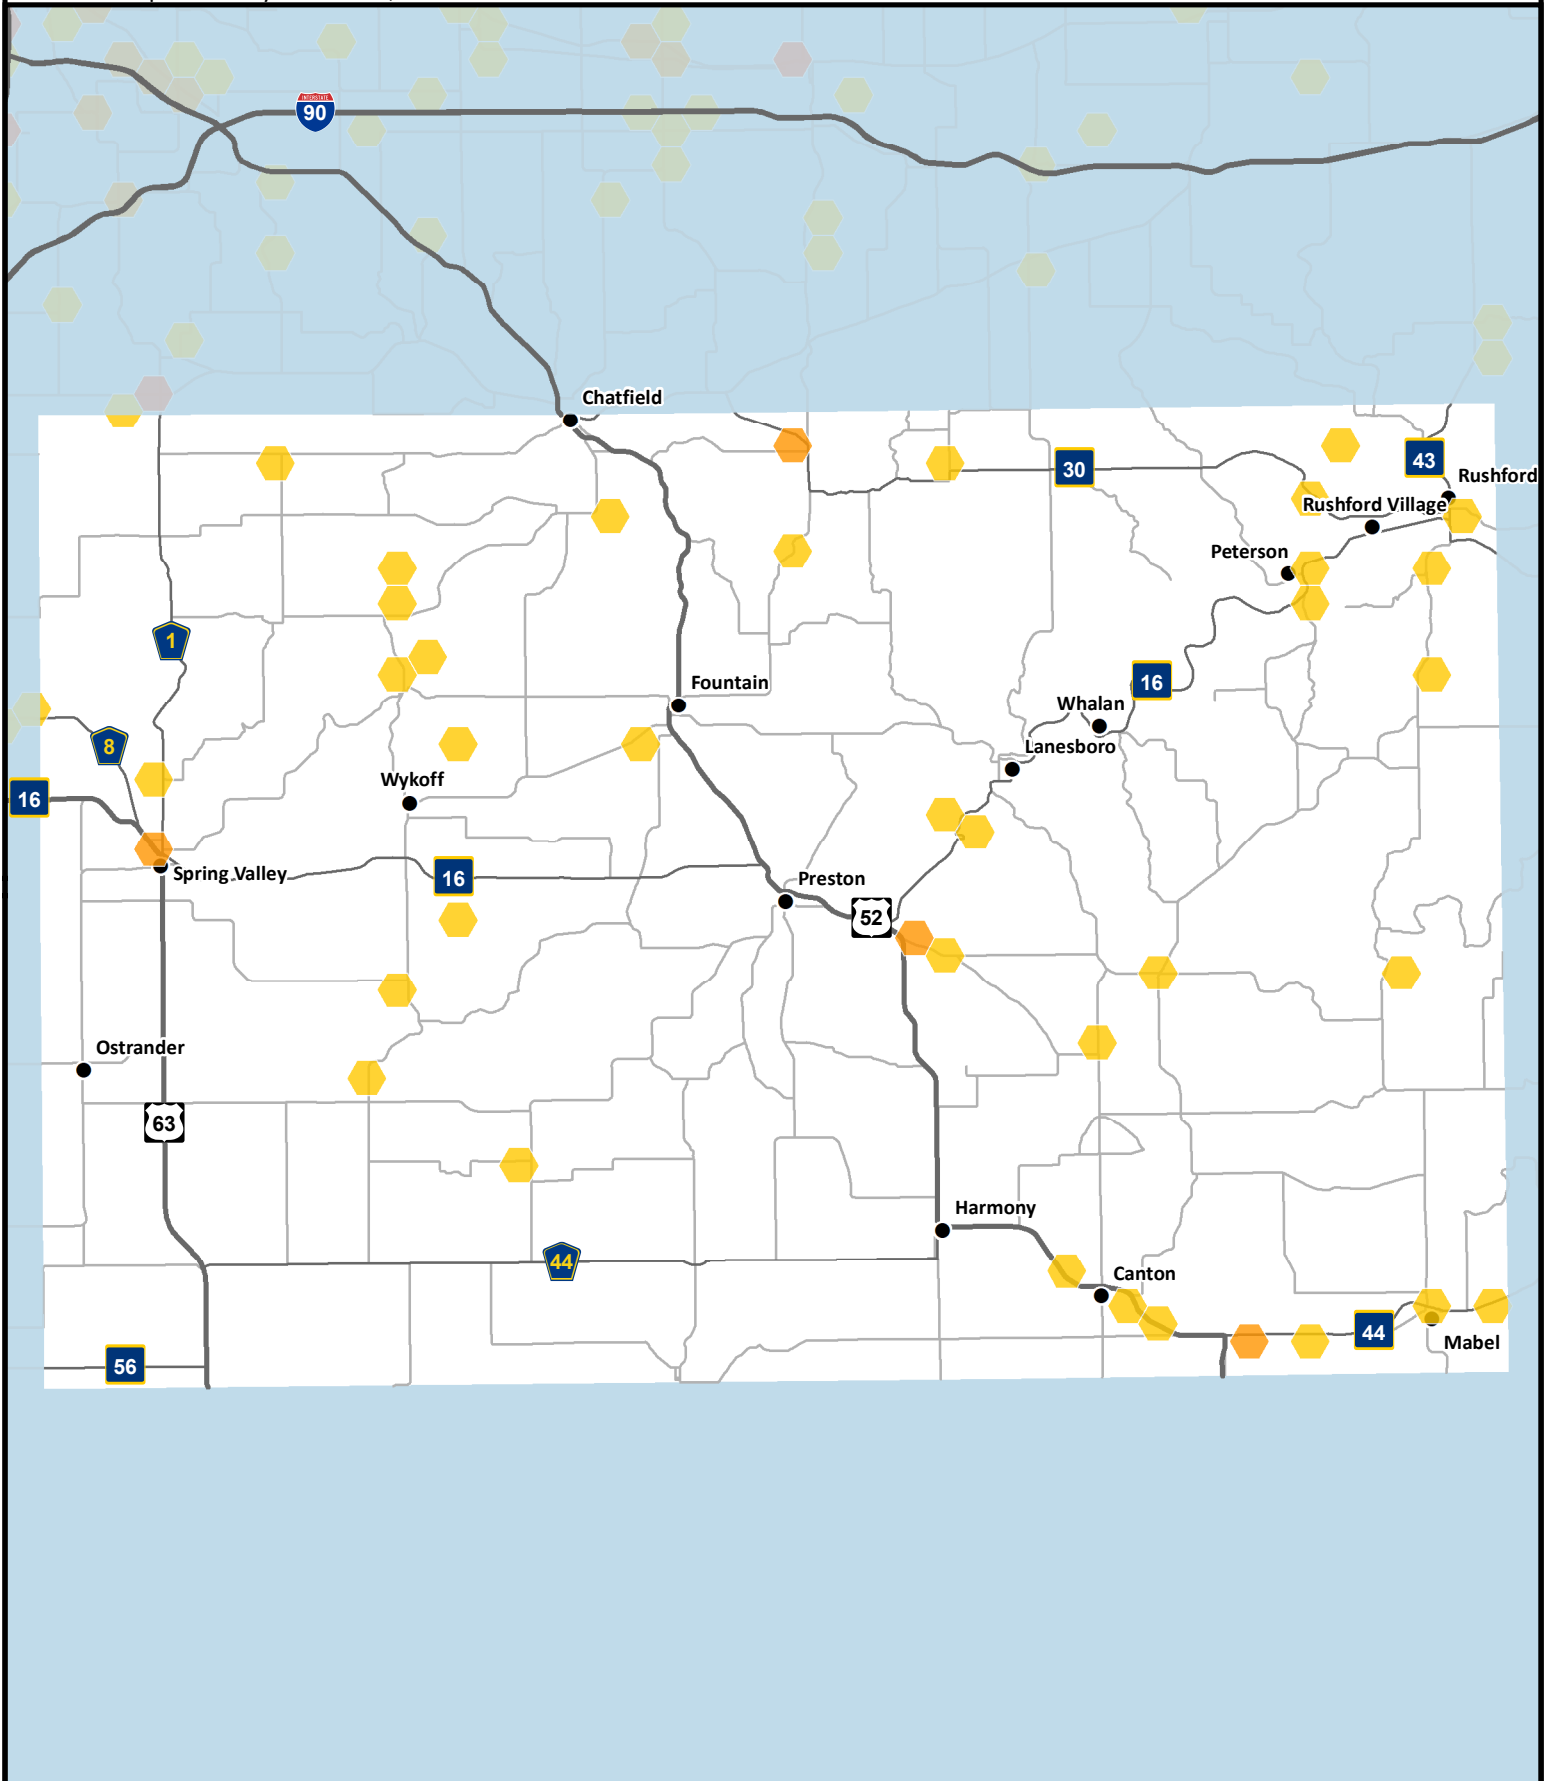 INTERSTATE
90
Chatfield
43
30
Rushford
Rushford Village
Peterson
1
Fountain
16
Whalan
8
Lanesboro
Wykoff
16
Spring Valley
16
Preston
52
Ostrander
63
Harmony
44
Canton
44
Mabel
56